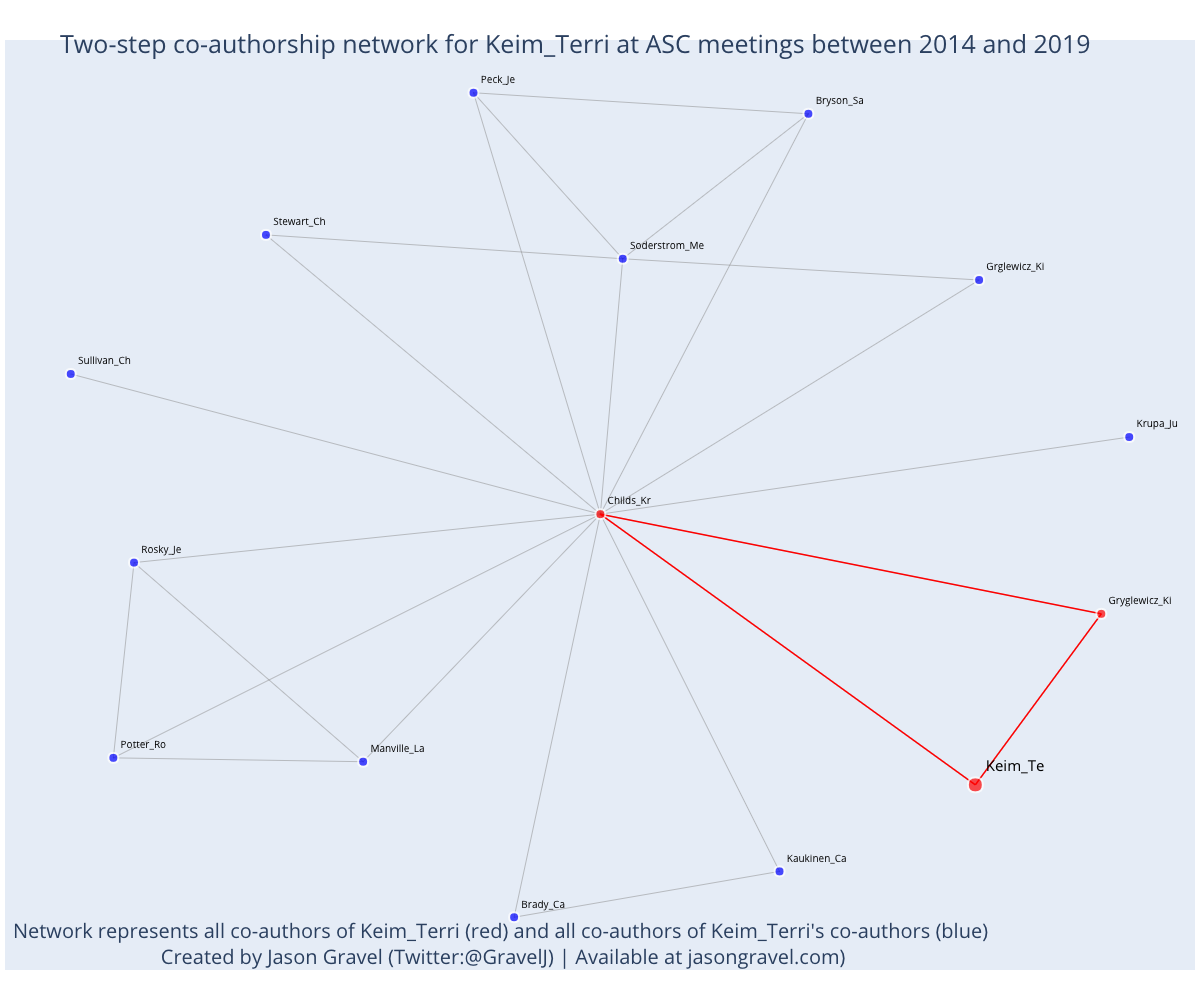 Two-step co-authorship network for Keim_Terri at ASC meetings between 2014 and 2019
Peck_Je
Bryson_Sa
Stewart_Ch
Soderstrom_Me
Grglewicz_Ki
Sullivan_Ch
Krupa_Ju
Childs_Kr
Rosky_Je
Gryglewicz_Ki
Potter_Ro
Manville_La
Keim_Te
Kaukinen_Ca
Brady_Ca
Network represents all co-authors of Keim_Terri (red) and all co-authors of Keim_Terri's co-authors (blue)
Created by Jason Gravel (Twitter:@GravelJ) | Available at jasongravel.com)